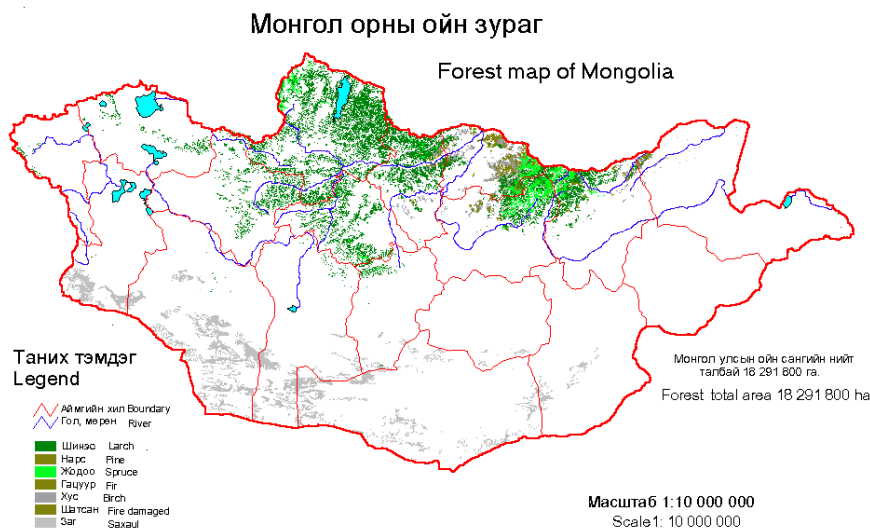 Монгол орны ойн зураг
Forest map of Mongolia
Таних тэмдэг
Legend
Аймгийн хил Boundary
Гол, мөрөн River
Шинэс Larch
Нарс Pine
Жодоо Spruce
Гацуур Fir
Хус Birch
Шатсан Fire damaged
Заг Saxaul
Монгол улсын ойн сангийн нийт
талбай 18 291 800 га.
Forest total area 18 291 800 ha
Масштаб 1:10 000 000
Scale1: 10 000 000